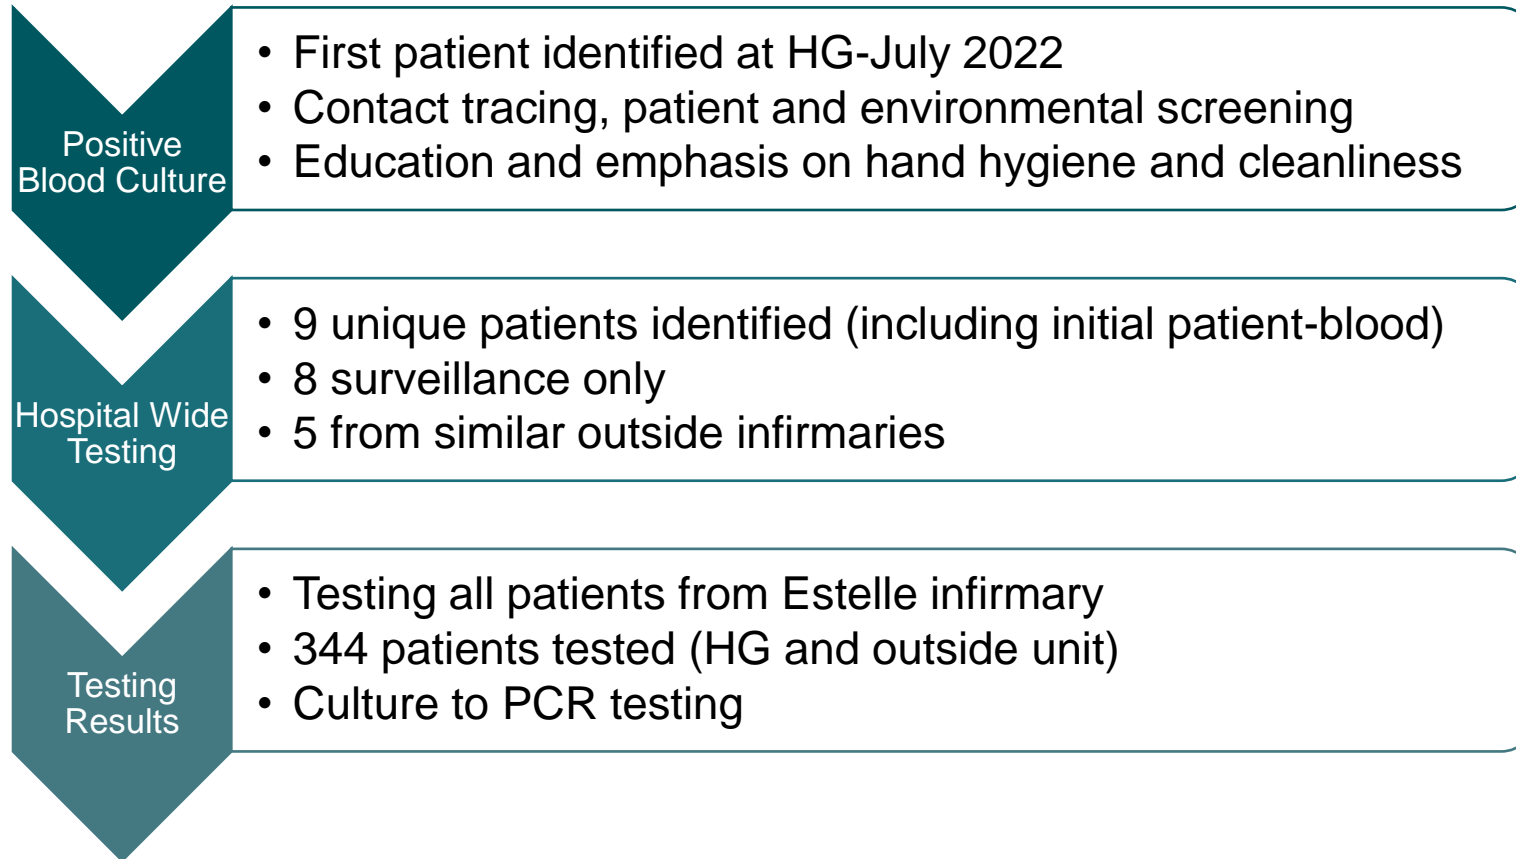 Positive
Blood Culture
• First patient identified at HG-July 2022
• Contact tracing, patient and environmental screening
• Education and emphasis on hand hygiene and cleanliness
Hospital Wide
Testing
• 9 unique patients identified (including initial patient-blood)
• 8 surveillance only
• 5 from similar outside infirmaries
Testing
Results
• Testing all patients from Estelle infirmary
• 344 patients tested (HG and outside unit)
• Culture to PCR testing